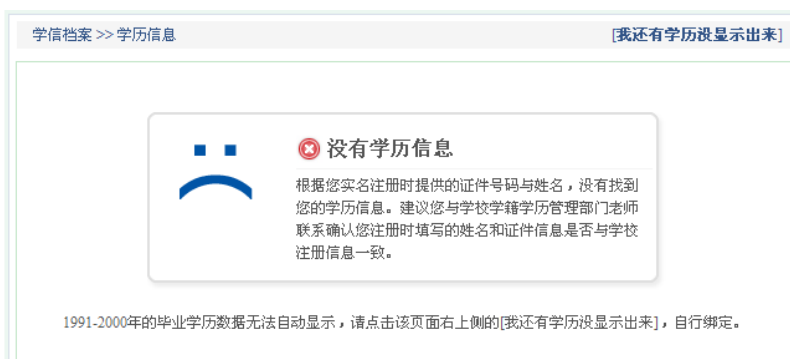 学信档案 >> 学历信息 [我还有学历没显示出来]
没有学历信息
根据您实名注册时提供的证件号码与姓名，没有找到
您的学历信息。建议您与学校学籍学历管理部门老师
联系确认您注册时填写的姓名和证件信息是否与学校
注册信息一致。
1991-2000年的毕业学历数据无法自动显示，请点击该页面右上侧的[我还有学历没显示出来]，自行绑定。